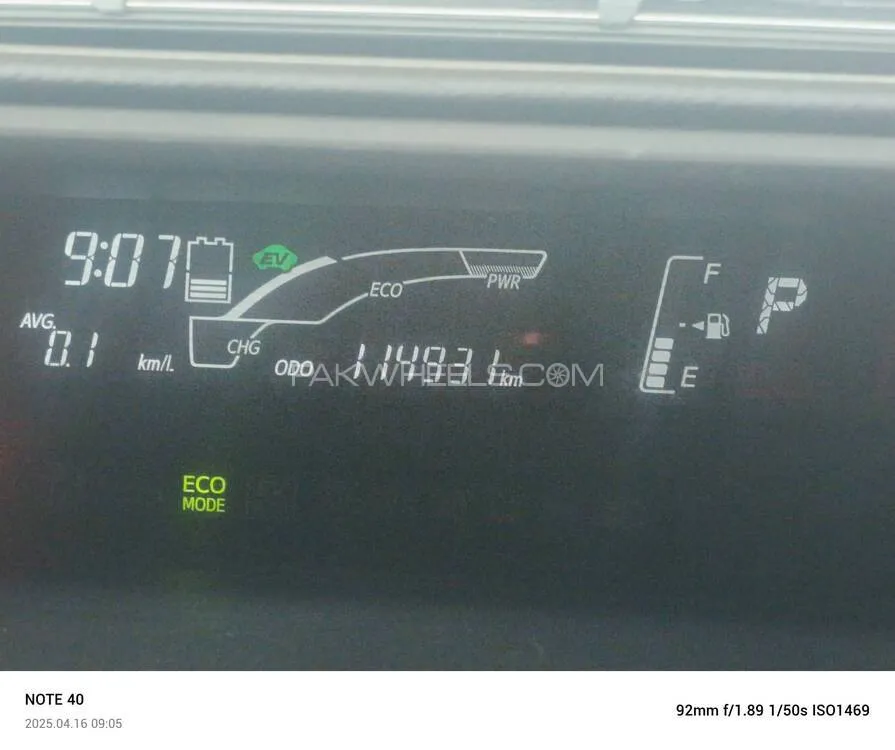 9:07
EV
ECO
PWR
F
P
AVG.
0.1 km/L
CHG
ODO 114931 km
E
PAKWHEELS.COM
ECO
MODE
NOTE 40
2025.04.16 09:05
92mm f/1.89 1/50s ISO1469